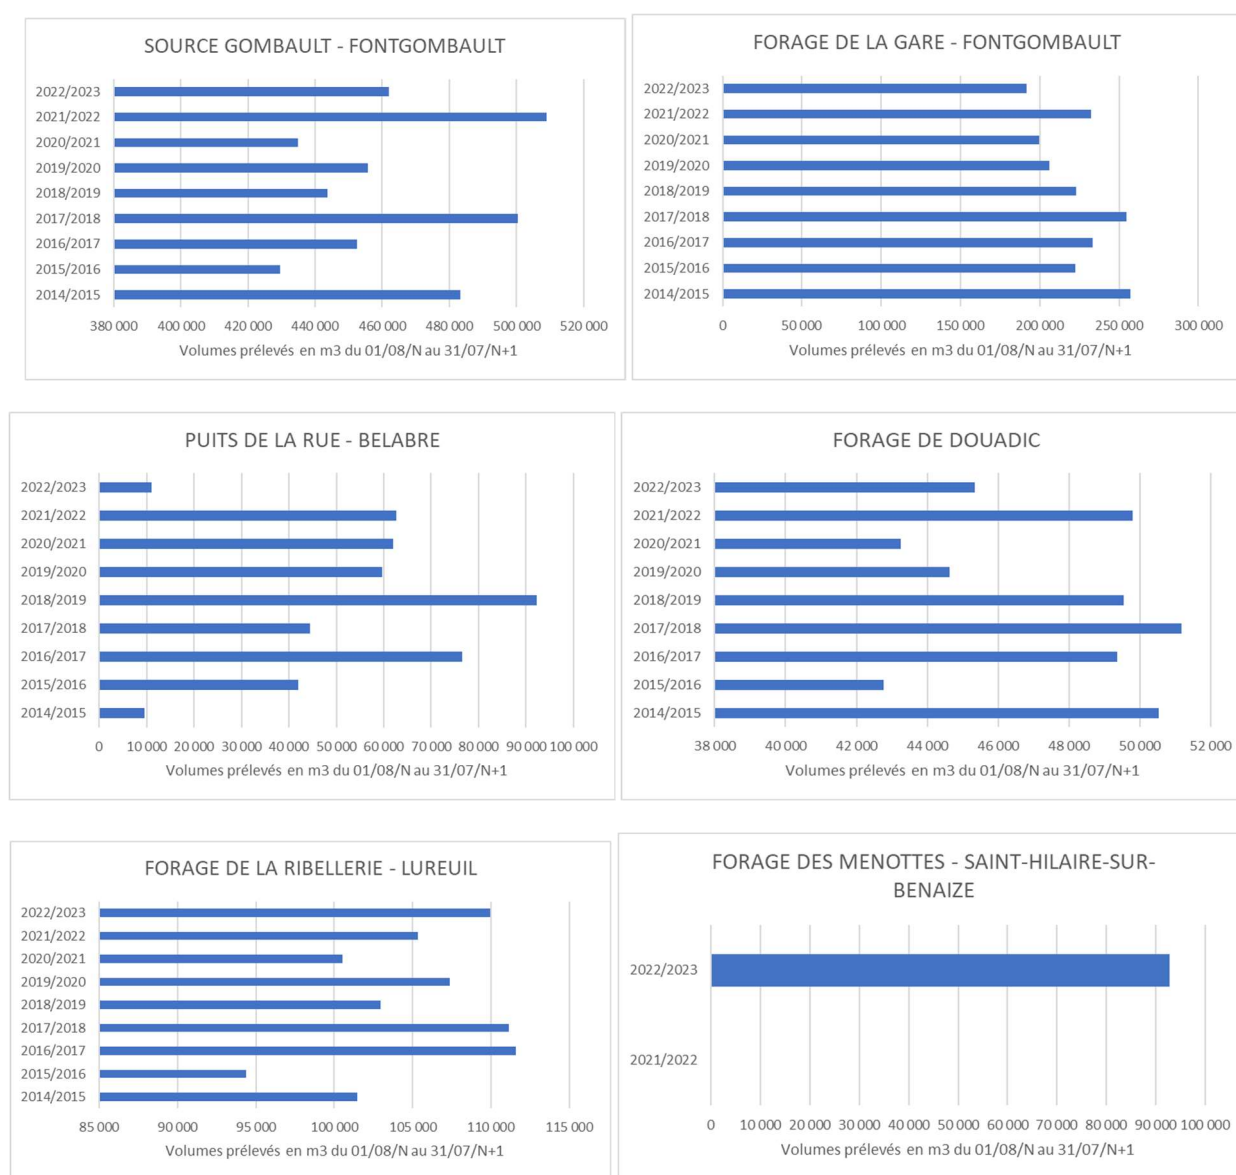 SOURCE GOMBAULT - FONTGOMBAULT
2022/2023
2021/2022
2020/2021
2019/2020
2018/2019
2017/2018
2016/2017
2015/2016
2014/2015
380 000 400 000 420 000 440 000 460 000 480 000 500 000 520 000
Volumes prélevés en m3 du 01/08/N au 31/07/N+1
FORAGE DE LA GARE - FONTGOMBAULT
2022/2023
2021/2022
2020/2021
2019/2020
2018/2019
2017/2018
2016/2017
2015/2016
2014/2015
0 50 000 100 000 150 000 200 000 250 000 300 000
Volumes prélevés en m3 du 01/08/N au 31/07/N+1
PUITS DE LA RUE - BELABRE
2022/2023
2021/2022
2020/2021
2019/2020
2018/2019
2017/2018
2016/2017
2015/2016
2014/2015
0 10 000 20 000 30 000 40 000 50 000 60 000 70 000 80 000 90 000 100 000
Volumes prélevés en m3 du 01/08/N au 31/07/N+1
FORAGE DE DOUADIC
2022/2023
2021/2022
2020/2021
2019/2020
2018/2019
2017/2018
2016/2017
2015/2016
2014/2015
38 000 40 000 42 000 44 000 46 000 48 000 50 000 52 000
Volumes prélevés en m3 du 01/08/N au 31/07/N+1
FORAGE DE LA RIBELLERIE - LUREUIL
2022/2023
2021/2022
2020/2021
2019/2020
2018/2019
2017/2018
2016/2017
2015/2016
2014/2015
85 000 90 000 95 000 100 000 105 000 110 000 115 000
Volumes prélevés en m3 du 01/08/N au 31/07/N+1
FORAGE DES MENOTTES - SAINT-HILAIRE-SUR-
BENAIZE
2022/2023
2021/2022
0 10 000 20 000 30 000 40 000 50 000 60 000 70 000 80 000 90 000 100 000
Volumes prélevés en m3 du 01/08/N au 31/07/N+1